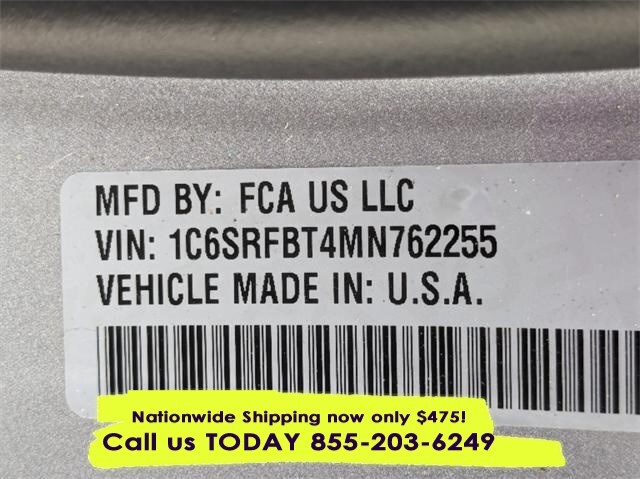 MFD BY: FCA US LLC
VIN: 1C6SRFBT4MN762255
VEHICLE MADE IN: U.S.A.
Nationwide Shipping now only $475!
Call us TODAY 855-203-6249